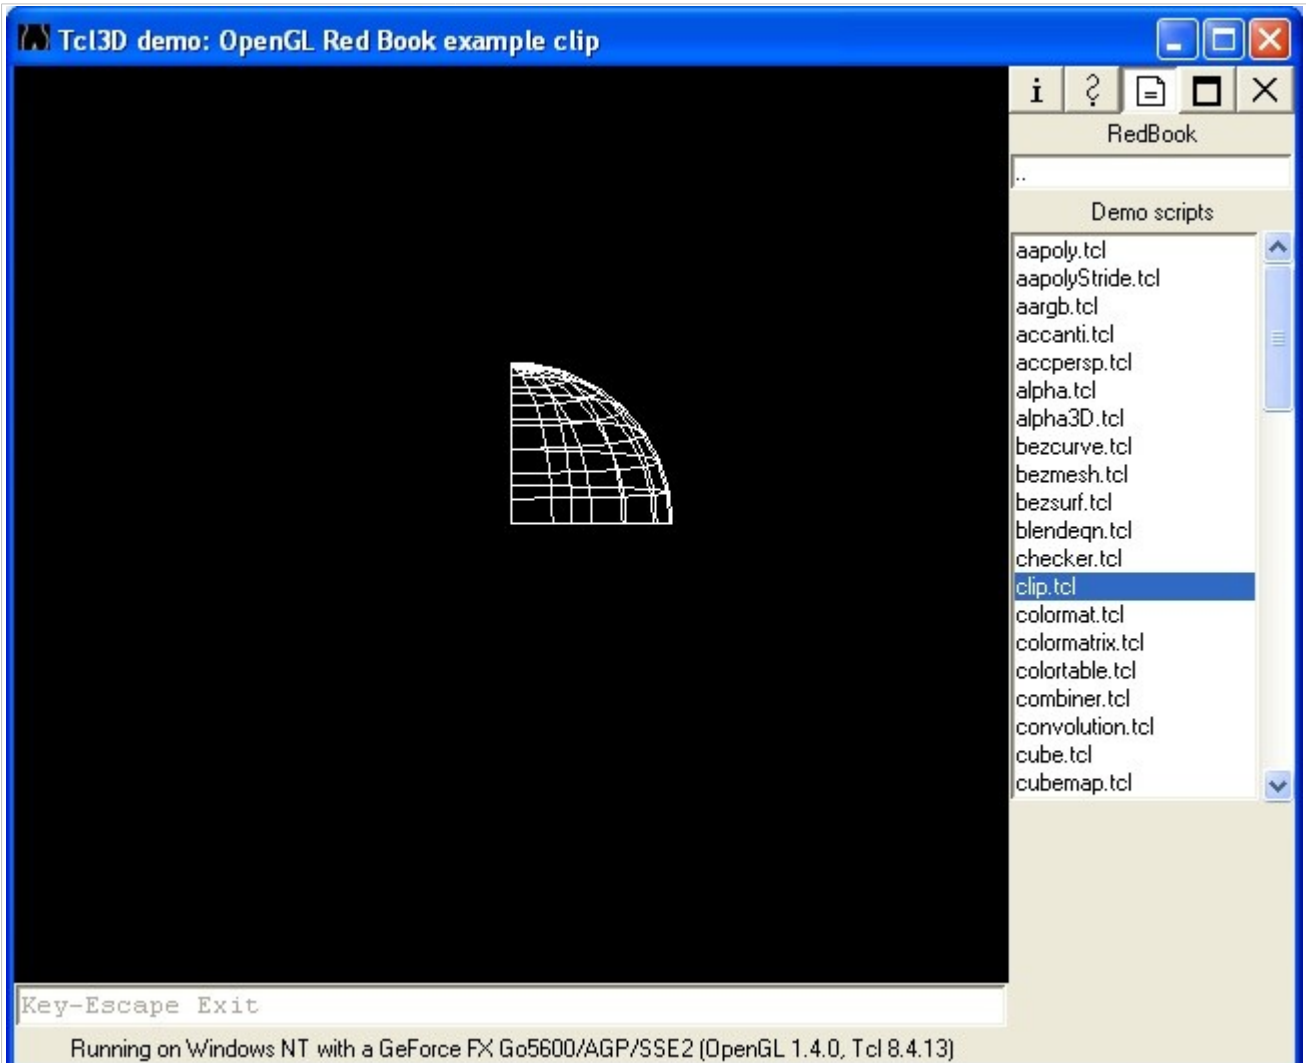 Tcl3D demo: OpenGL Red Book example clip
i ?
RedBook
..
Demo scripts
aapoly.tcl
aapolyStride.tcl
aargb.tcl
accanti.tcl
accpersp.tcl
alpha.tcl
alpha3D.tcl
bezcurve.tcl
bezmesh.tcl
bezsurf.tcl
blendeqn.tcl
checker.tcl
clip.tcl
colormat.tcl
colormatrix.tcl
colortable.tcl
combiner.tcl
convolution.tcl
cube.tcl
cubemap.tcl
Key-Escape Exit
Running on Windows NT with a GeForce FX Go5600/AGP/SSE2 (OpenGL 1.4.0, Tcl 8.4.13)